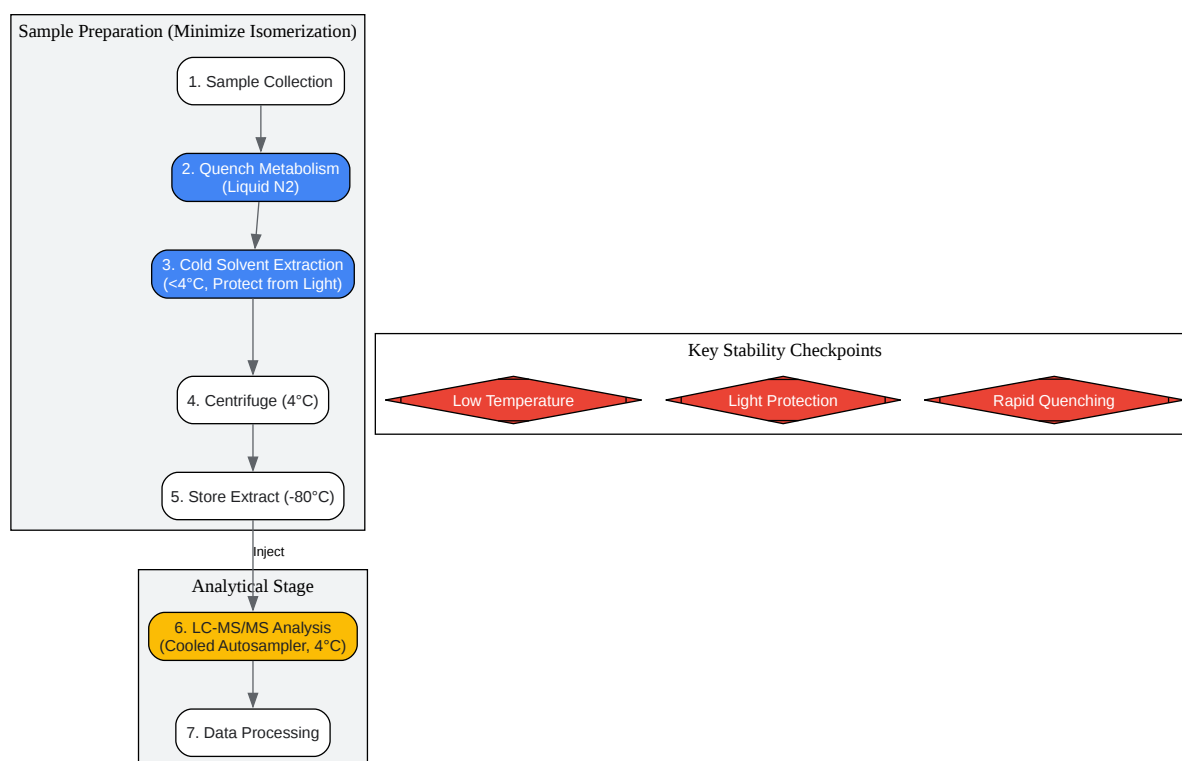 Sample Preparation (Minimize Isomerization)
1. Sample Collection
2. Quench Metabolism
(Liquid N2)
3. Cold Solvent Extraction
(<4°C, Protect from Light)
4. Centrifuge (4°C)
5. Store Extract (-80°C)
Key Stability Checkpoints
Low Temperature
Light Protection
Rapid Quenching
Inject
Analytical Stage
6. LC-MS/MS Analysis
(Cooled Autosampler, 4°C)
7. Data Processing